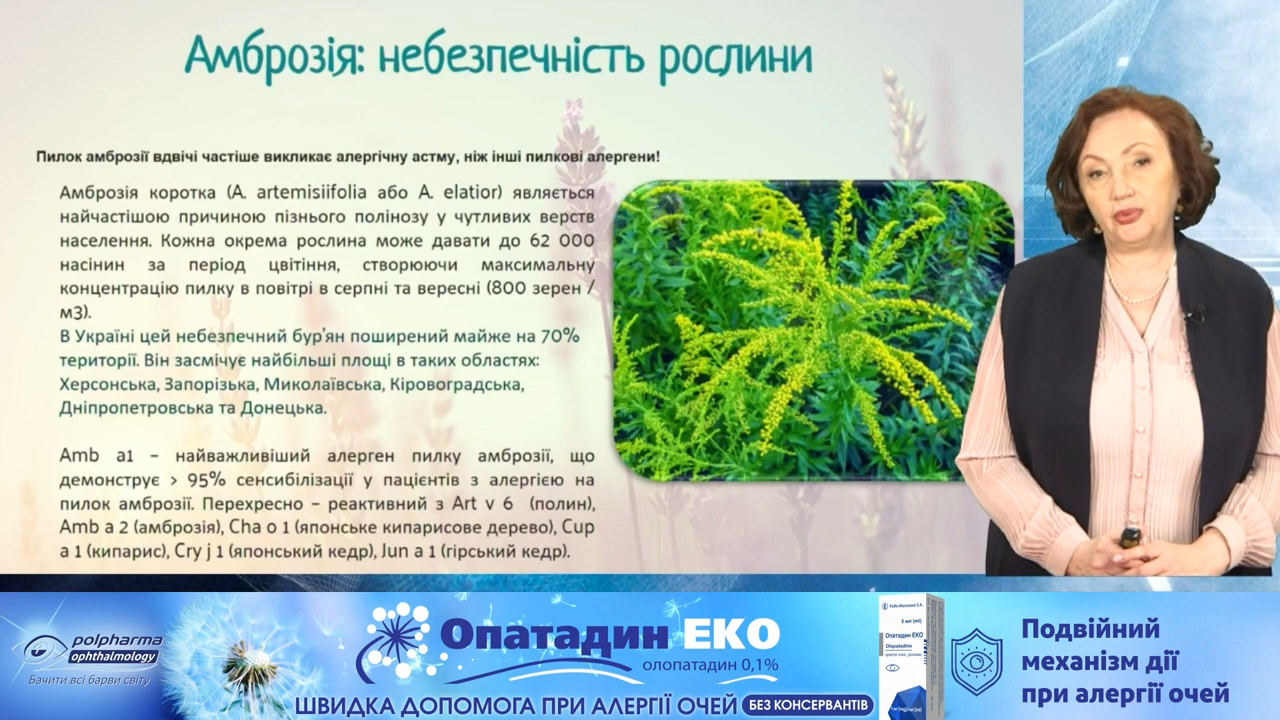 Амброзія: небезпечність рослини
Пилок амброзії вдвічі частіше викликає алергічну астму, ніж інші пилкові алергени!
Амброзія коротка (A. artemisiifolia або A. elatior) являється
найчастішою причиною пізнього полінозу у чутливих верств
населення. Кожна окрема рослина може давати до 62 000
насінин за період цвітіння, створюючи максимальну
концентрацію пилку в повітрі в серпні та вересні (800 зерен /
м3).
В Україні цей небезпечний бур’ян поширений майже на 70%
території. Він засмічує найбільші площі в таких областях:
Херсонська, Запорізька, Миколаївська, Кіровоградська,
Дніпропетровська та Донецька.
Amb a1 – найважливіший алерген пилку амброзії, що
демонструє > 95% сенсибілізації у пацієнтів з алергією на
пилок амброзії. Перехресно – реактивний з Art v 6 (полин),
Amb a 2 (амброзія), Cha o 1 (японське кипарисове дерево), Cup
a 1 (кипарис), Cry j 1 (японський кедр), Jun a 1 (гірський кедр).
polpharma
ophthalmology
Бачити всі барви світу
Опатадин ЕКО
олопатадин 0,1%
ШВИДКА ДОПОМОГА ПРИ АЛЕРГІЇ ОЧЕЙ БЕЗ КОНСЕРВАНТІВ
5 мл (ml)
Опатадин ЕКО
Olopatadine
Подвійний
механізм дії
при алергії очей